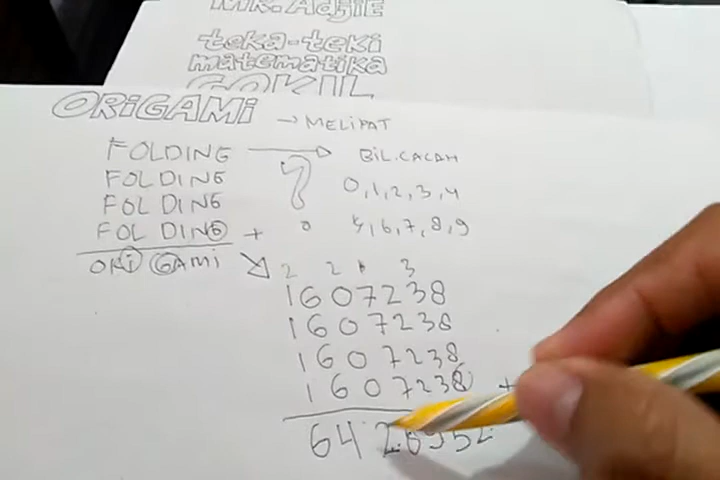 MR. AdjIE
teka-teki
matematika
GOKIL
ORiGAMi → MELIPAT
FOLDING → BIL.CACAH
FOLDING 0,1,2,3,4
FOLDING
FOLDING + 5,6,7,8,9
ORiGAMi
2 2 3
1607238
1607238
1607238
1607238 +
6428952